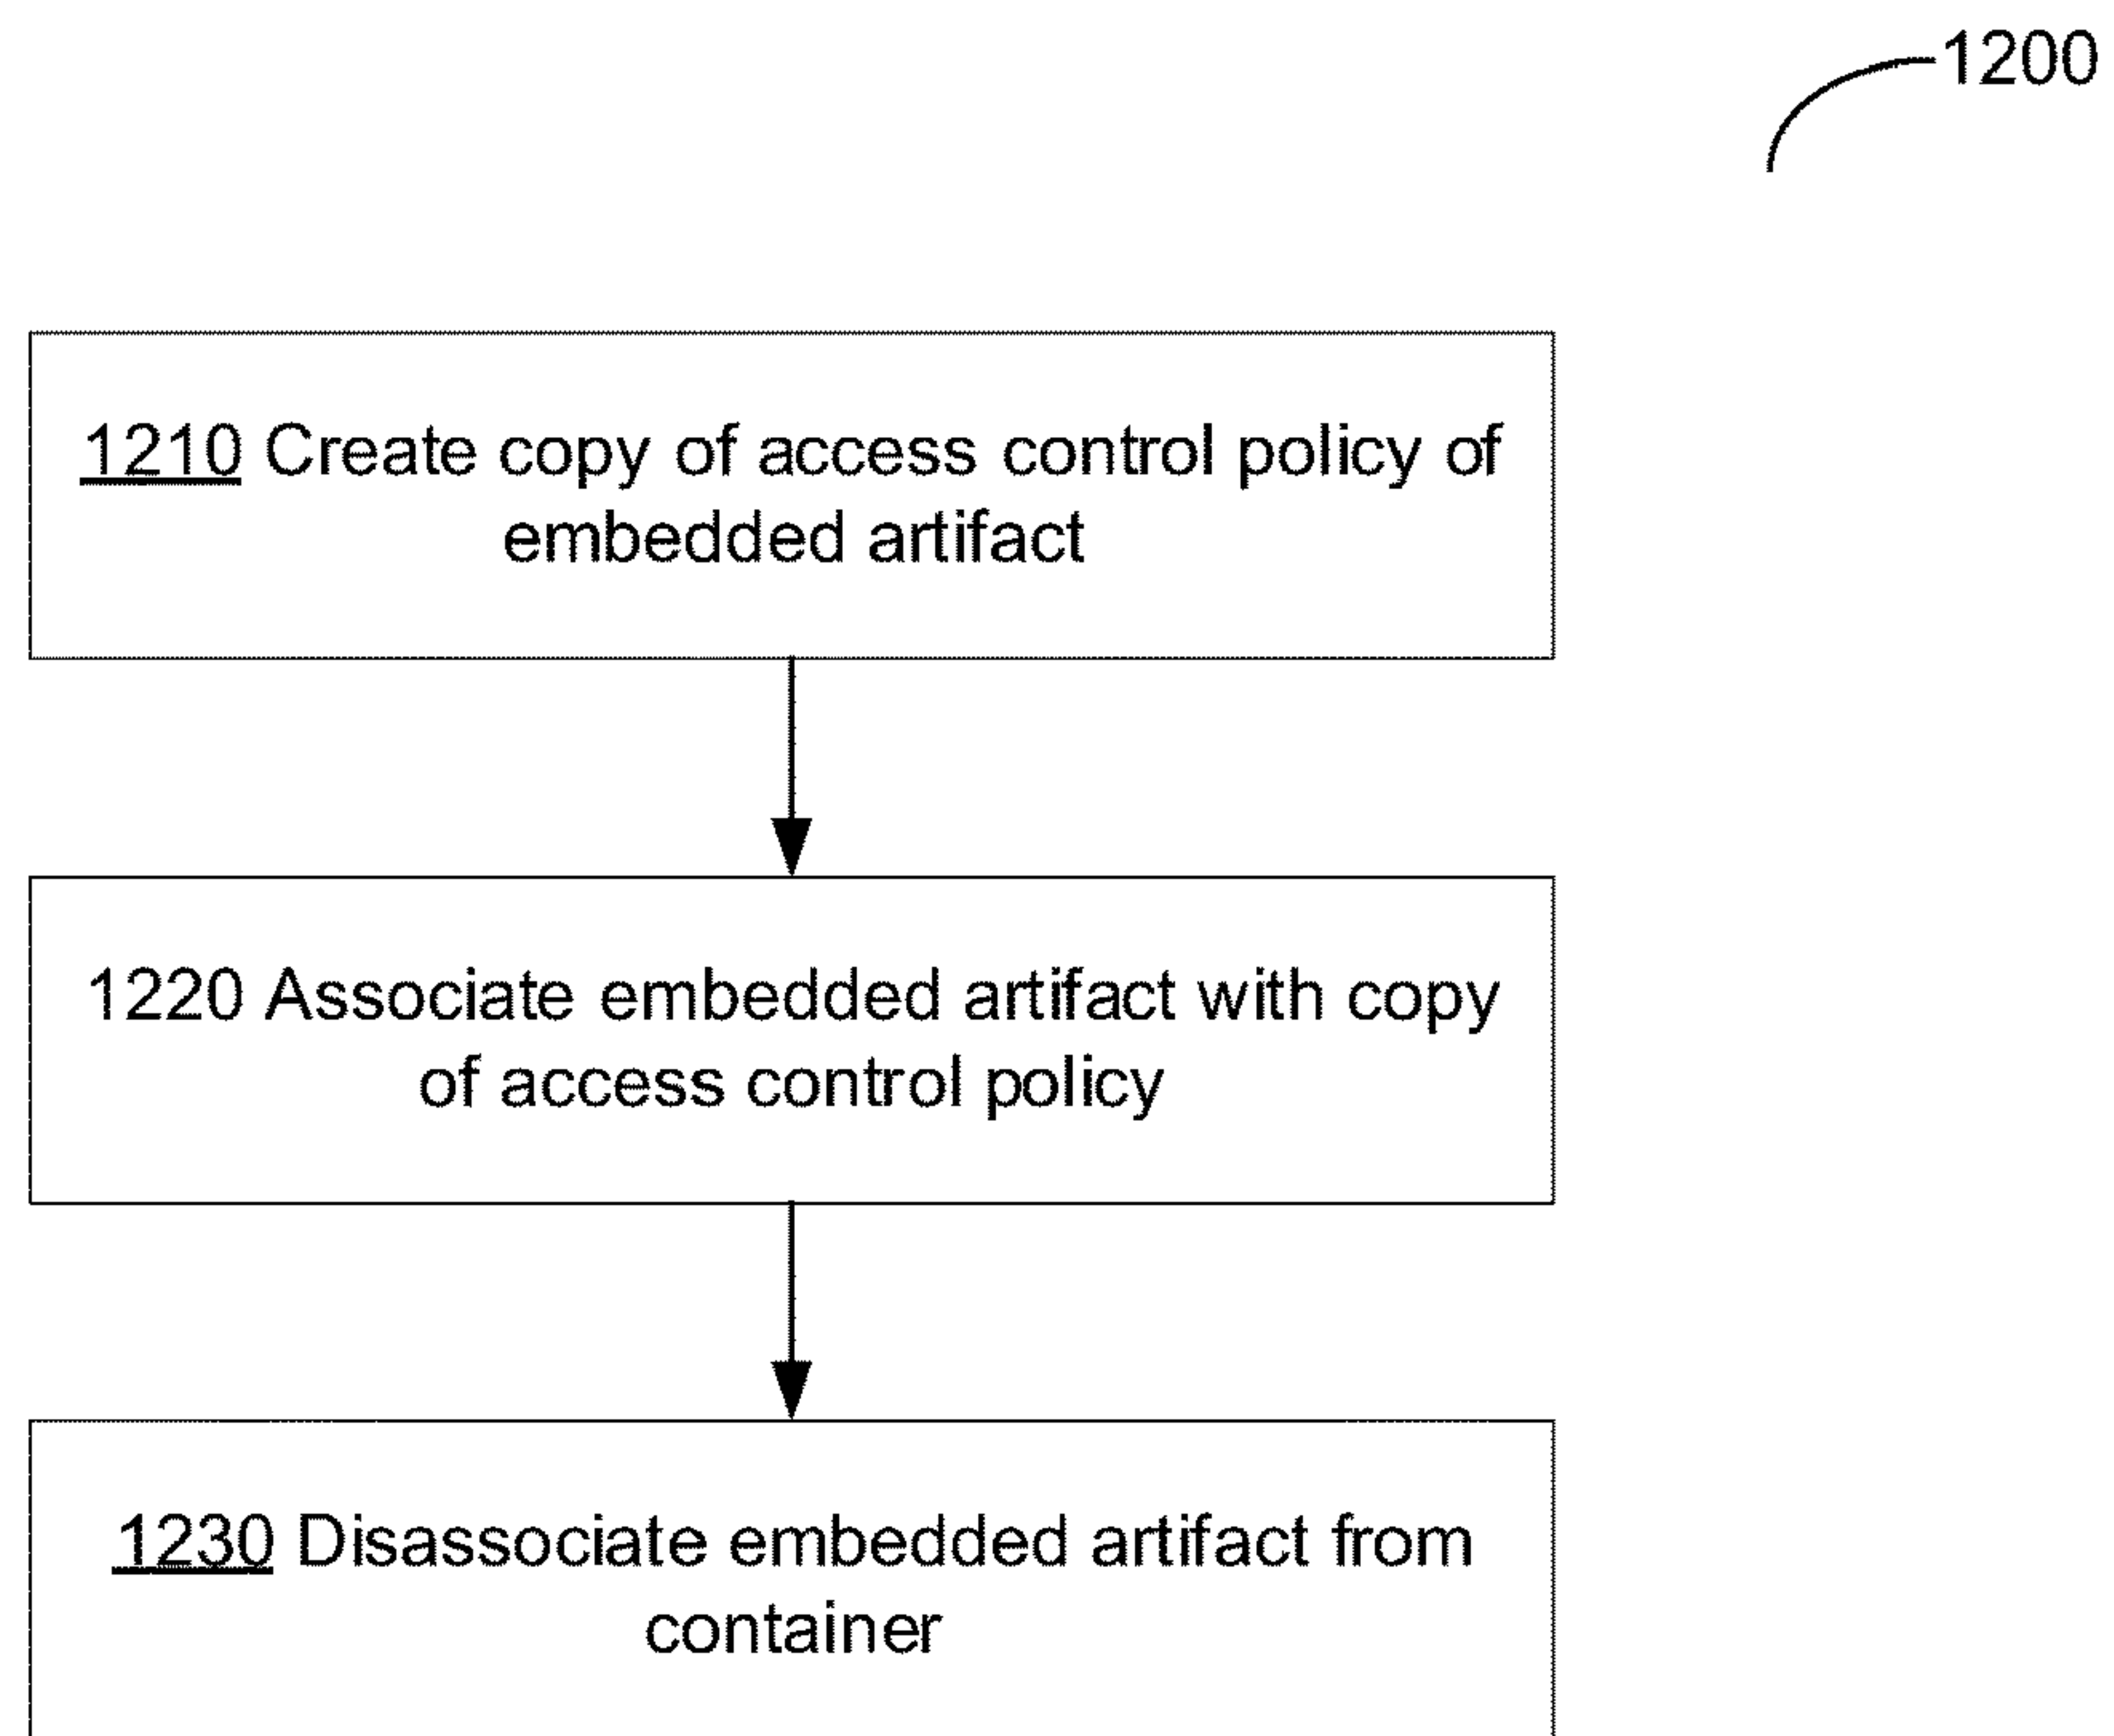 1200
1210 Create copy of access control policy of
embedded artifact
1220 Associate embedded artifact with copy
of access control policy
1230 Disassociate embedded artifact from
container